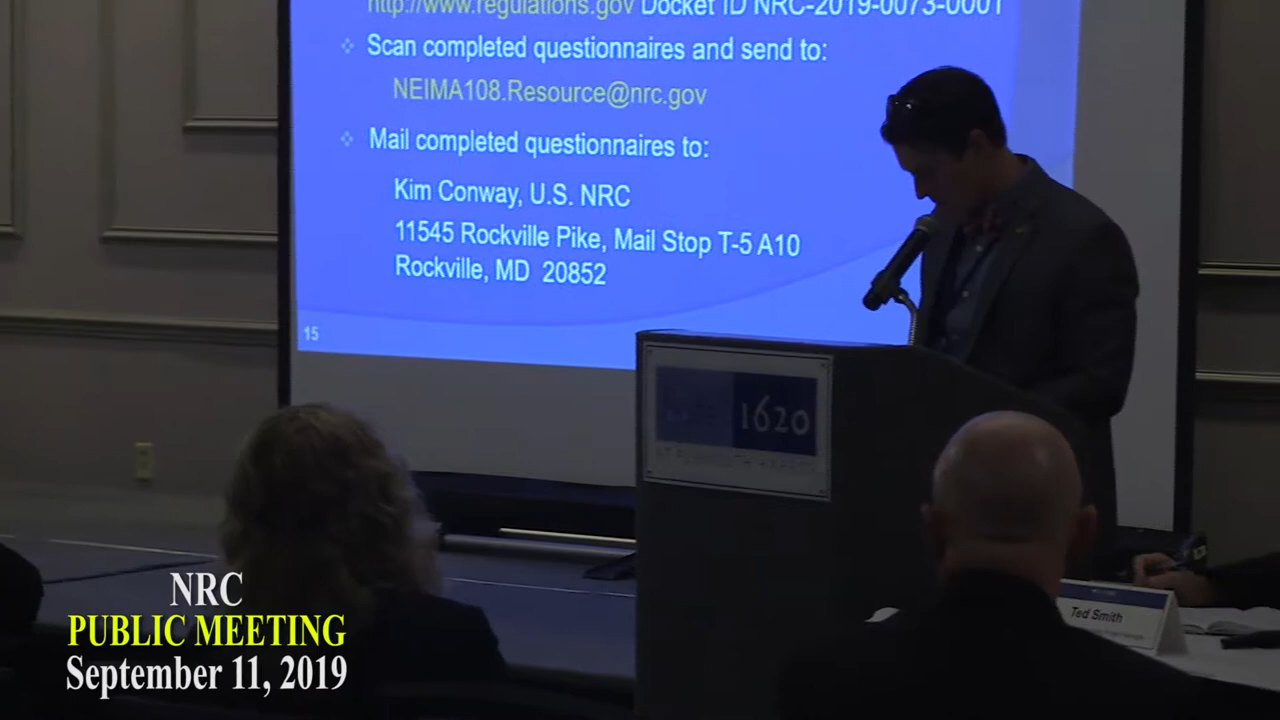 http://www.regulations.gov Docket ID NRC-2019-0073-0001
Scan completed questionnaires and send to:
NEIMA108.Resource@nrc.gov
Mail completed questionnaires to:
Kim Conway, U.S. NRC
11545 Rockville Pike, Mail Stop T-5 A10
Rockville, MD 20852
15
1620
Ted Smith
NRC
PUBLIC MEETING
September 11, 2019